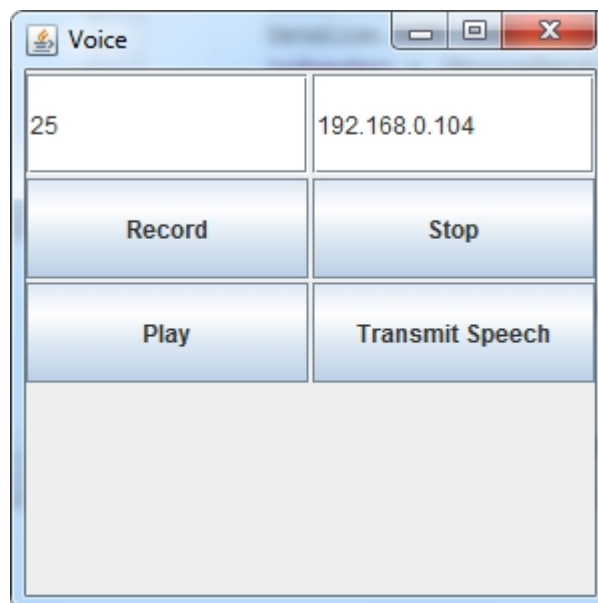 Voice
25
192.168.0.104
Record
Stop
Play
Transmit Speech